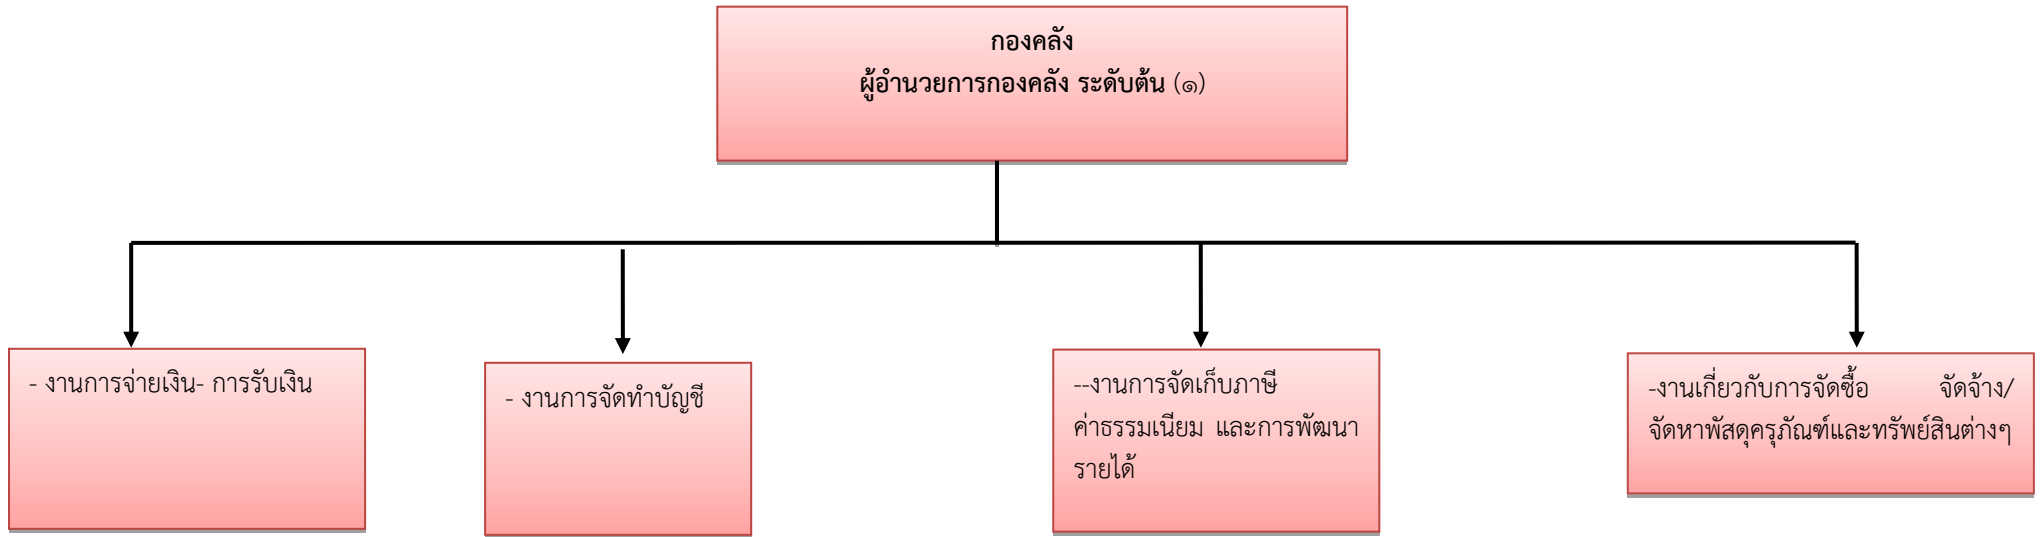 กองคลัง
ผู้อำนวยการกองคลัง ระดับต้น (๑)
- งานการจ่ายเงิน- การรับเงิน
- งานการจัดทำบัญชี
--งานการจัดเก็บภาษี
ค่าธรรมเนียม และการพัฒนา
รายได้
-งานเกี่ยวกับการจัดซื้อ จัดจ้าง/
จัดหาพัสดุครุภัณฑ์และทรัพย์สินต่างๆ